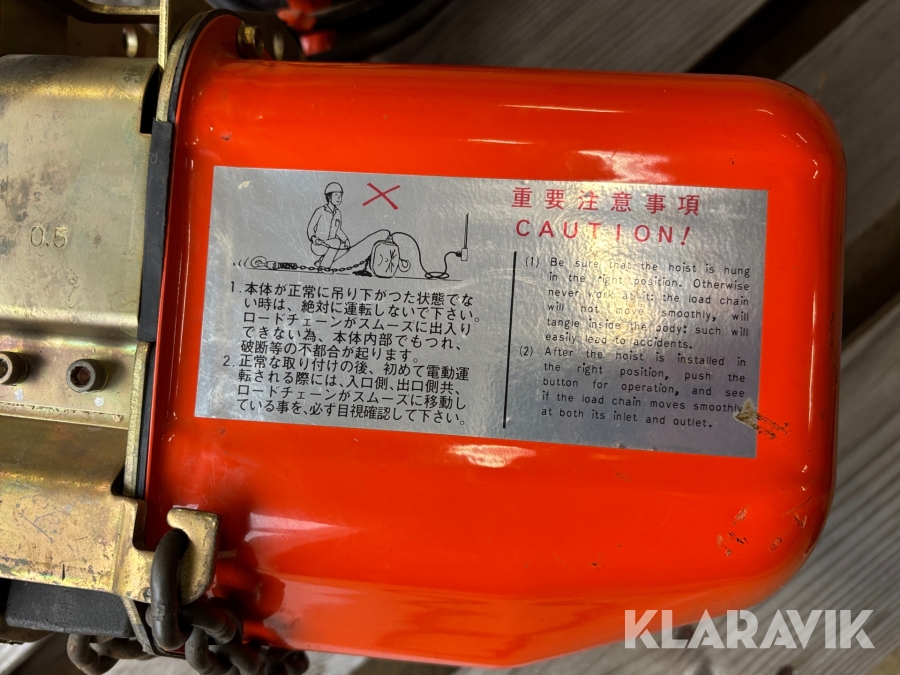 0.5
重要注意事項
CAUTION!
1. 本体が正常に吊り下がつた状態でな
い時は、絶対に運転しないで下さい。
ロードチェーンがスムーズに出入り
できない為、本体内部でもつれ、
破断等の不都合が起ります。
2. 正常な取り付けの後、初めて電動運
転される際には、入口側、出口側共、
ロードチェーンがスムーズに移動し
ている事を、必ず目視確認して下さい。
(1) Be sure that the hoist is hung
in the right position. Otherwise
never work as it: the load chain
will not move smoothly, will
tangle inside the body: such will
easily lead to accidents.
(2) After the hoist is installed in
the right position, push the
button for operation, and see
if the load chain moves smoothly
at both its inlet and outlet.
KLARAVIK